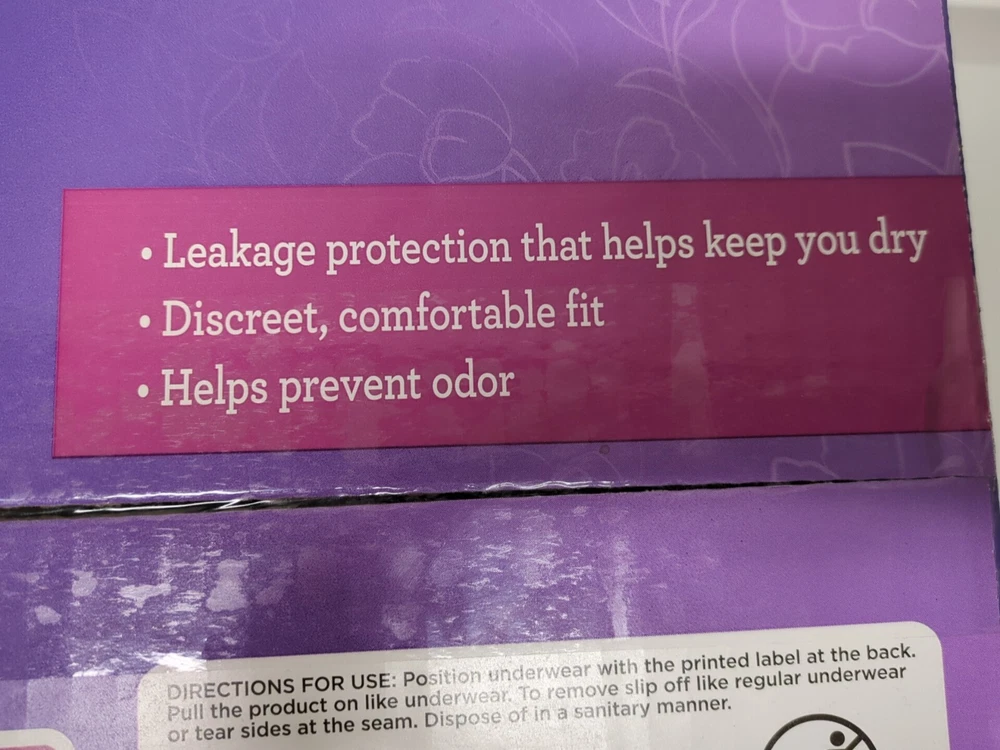 • Leakage protection that helps keep you dry
• Discreet, comfortable fit
• Helps prevent odor
DIRECTIONS FOR USE: Position underwear with the printed label at the back.
Pull the product on like underwear. To remove slip off like regular underwear
or tear sides at the seam. Dispose of in a sanitary manner.